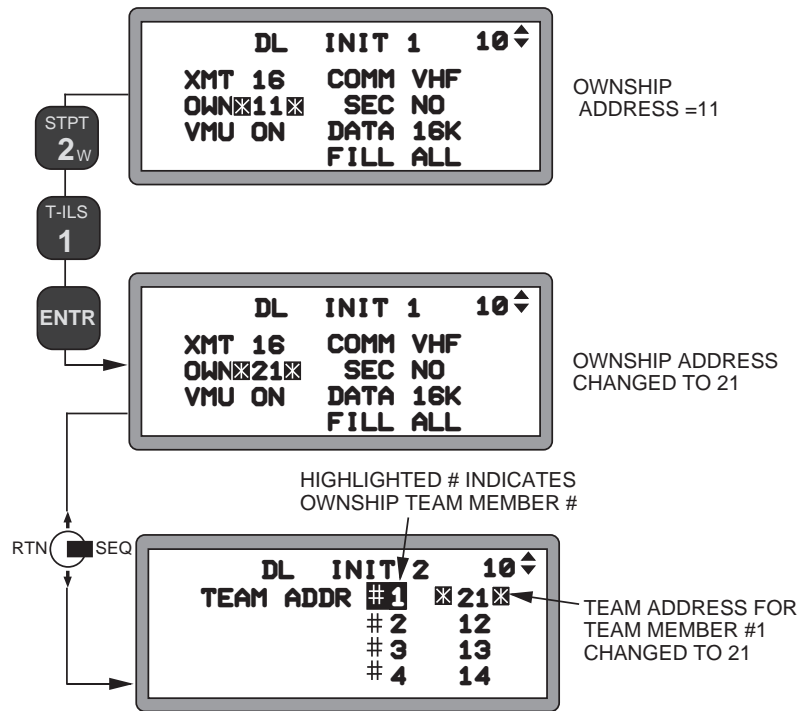 DL INIT 1 10
XMT 16 COMM VHF
OWN*11* SEC NO
VMU ON DATA 16K
FILL ALL
OWNSHIP
ADDRESS =11
STPT
2W
T-ILS
1
ENTR
DL INIT 1 10
XMT 16 COMM VHF
OWN*21* SEC NO
VMU ON DATA 16K
FILL ALL
OWNSHIP ADDRESS
CHANGED TO 21
HIGHLIGHTED # INDICATES
OWNSHIP TEAM MEMBER #
RTN SEQ
DL INIT 2 10
TEAM ADDR #1 *21*
#2 12
#3 13
#4 14
TEAM ADDRESS FOR
TEAM MEMBER #1
CHANGED TO 21